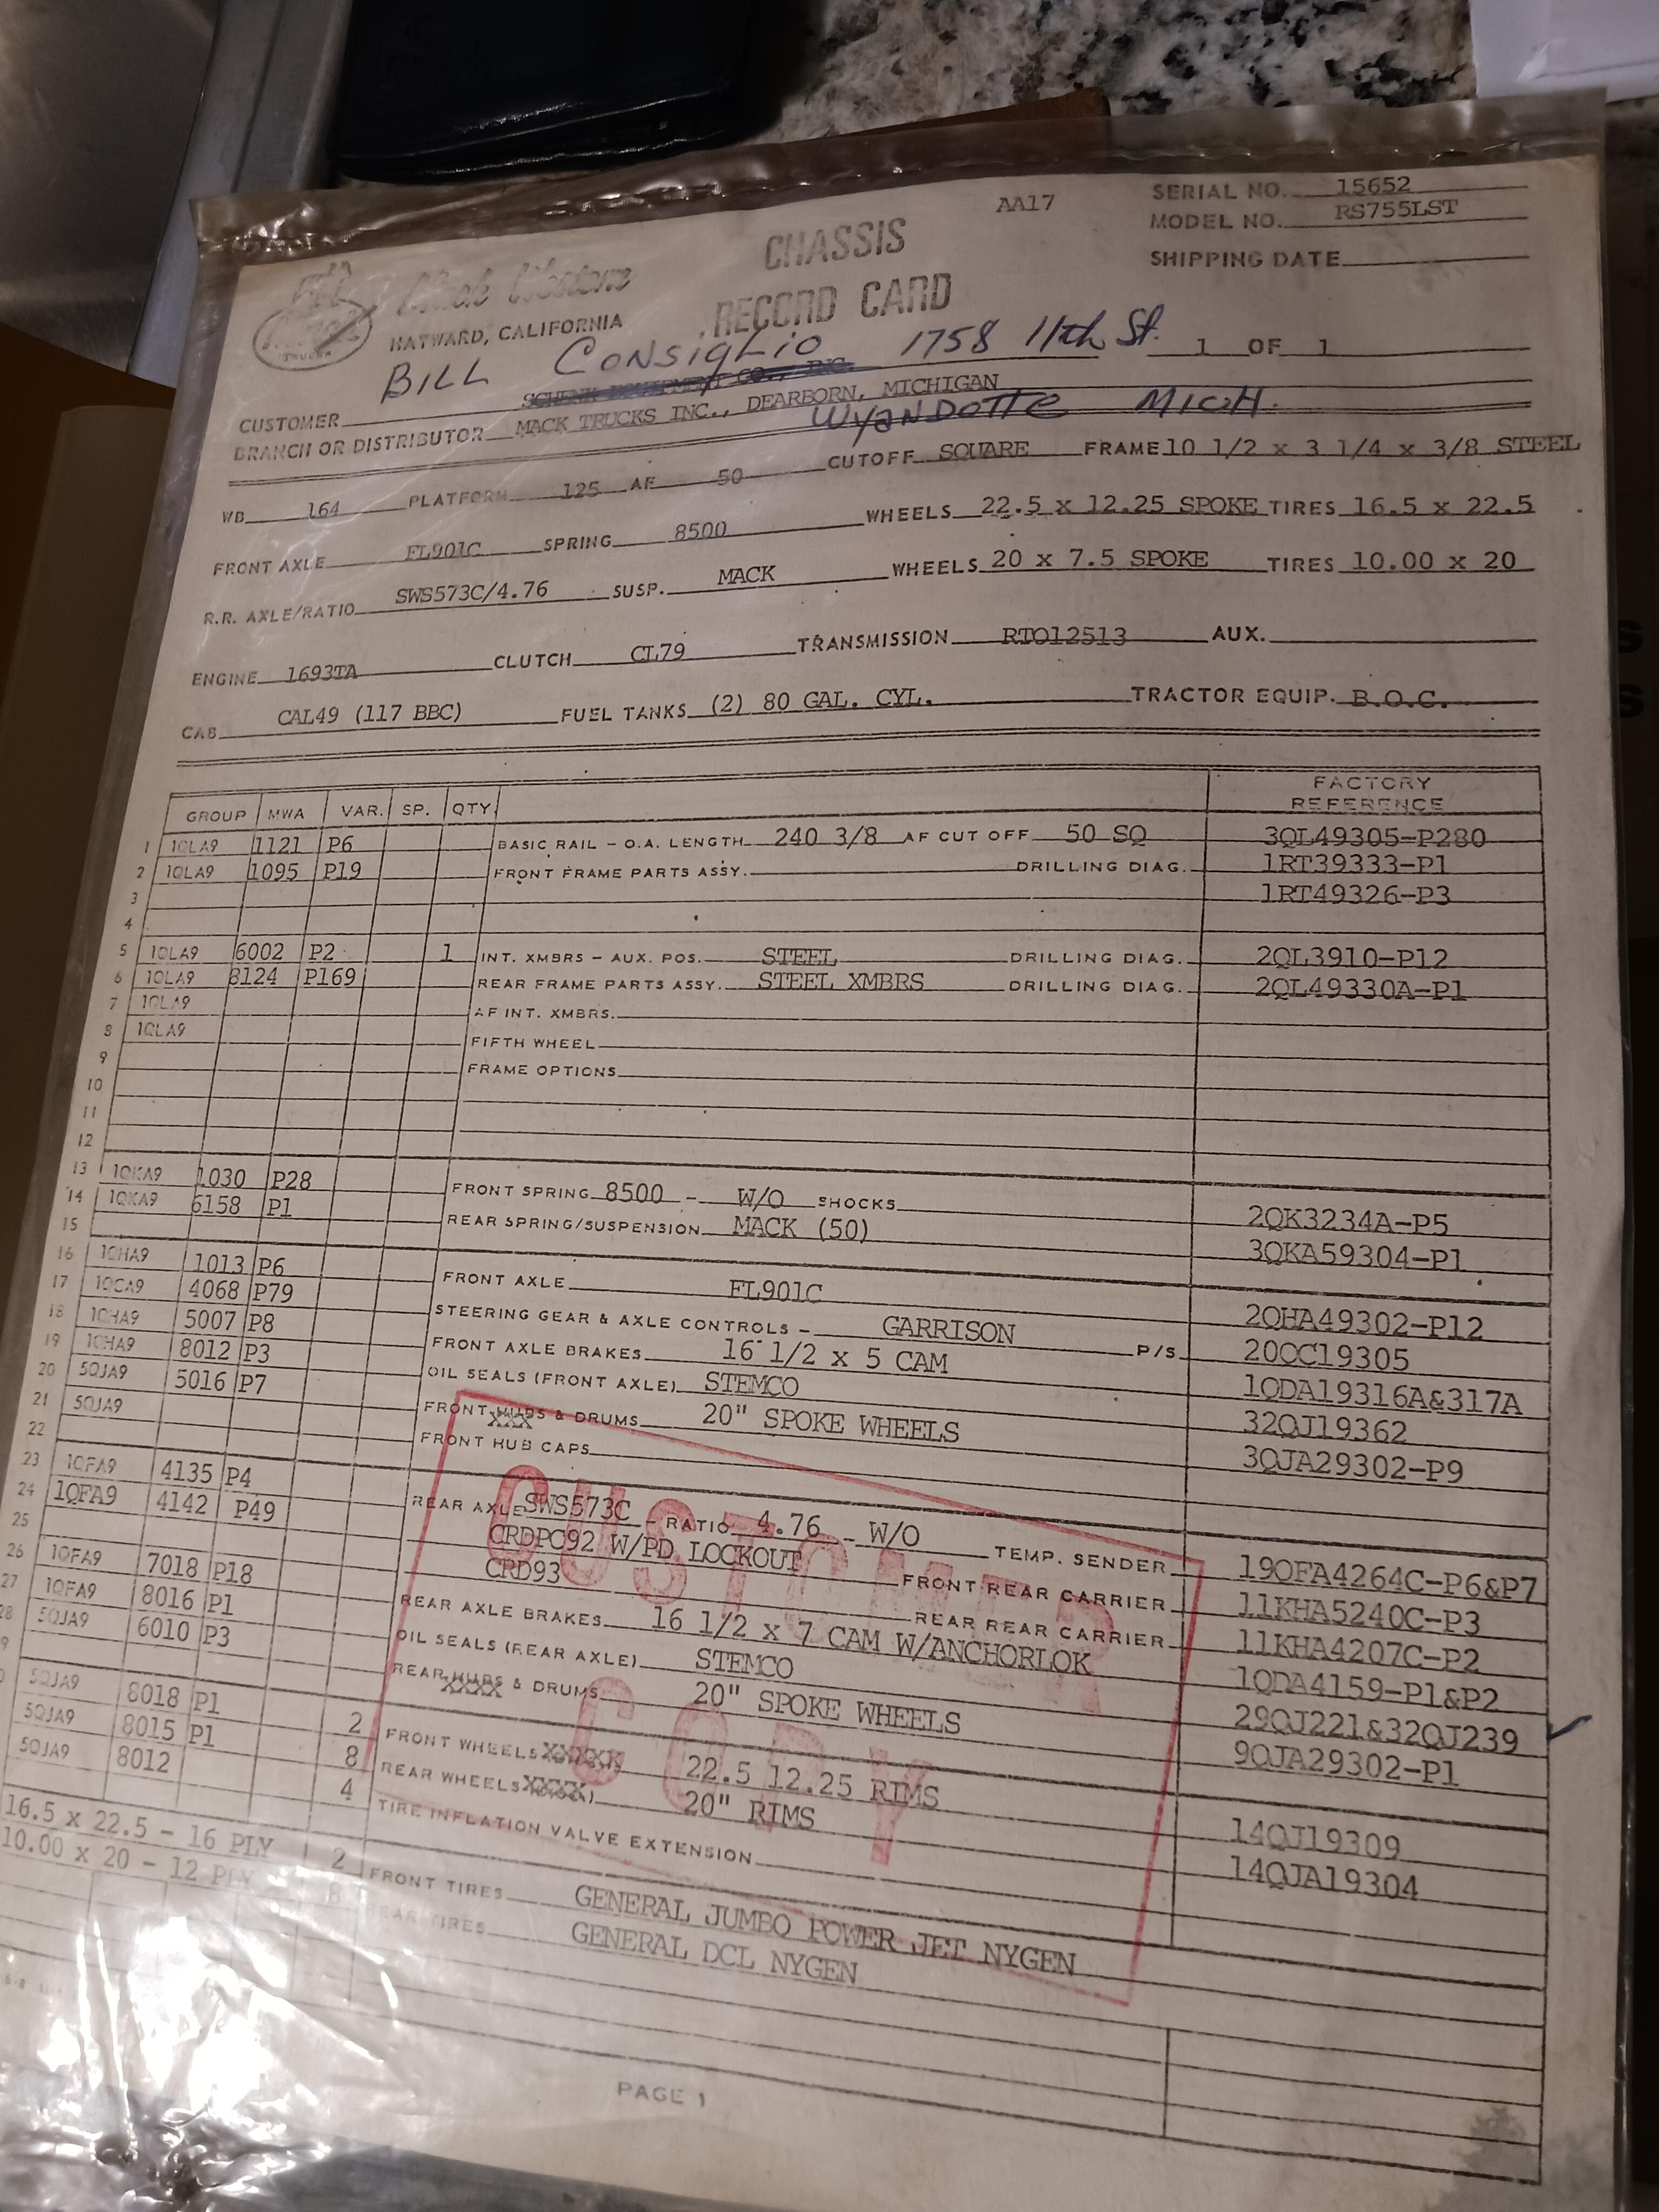 AA17
SERIAL NO. 15652
MODEL NO. RS755LST
SHIPPING DATE
CHASSIS
RECORD CARD
Mack Western
TRUCKS
HAYWARD, CALIFORNIA
BILL CONSIGLIO 1758 11th St. 1 OF 1
CUSTOMER SCHENK EQUIPMENT CO., INC.
BRANCH OR DISTRIBUTOR MACK TRUCKS INC., DEARBORN, MICHIGAN
WYANDOTTE MICH.
WB 164 PLATFORM 125 AF 50 CUTOFF SQUARE FRAME 10 1/2 x 3 1/4 x 3/8 STEEL
FRONT AXLE FL901C SPRING 8500 WHEELS 22.5 x 12.25 SPOKE TIRES 16.5 x 22.5
R.R. AXLE/RATIO SWS573C/4.76 SUSP. MACK WHEELS 20 x 7.5 SPOKE TIRES 10.00 x 20
ENGINE 1693TA CLUTCH CL79 TRANSMISSION RTO12513 AUX.
CAB CAL49 (117 BBC) FUEL TANKS (2) 80 GAL. CYL. TRACTOR EQUIP. B.O.C.
GROUP MWA VAR. SP. QTY. FACTORY REFERENCE
1 1QLA9 1121 P6 BASIC RAIL - O.A. LENGTH 240 3/8 AF CUT OFF 50 SQ 3QL49305-P280
2 1QLA9 1095 P19 FRONT FRAME PARTS ASSY. DRILLING DIAG. 1RT39333-P1
3 1RT49326-P3
4
5 1QLA9 6002 P2 1 INT. XMBRS - AUX. POS. STEEL DRILLING DIAG. 2QL3910-P12
6 1QLA9 8124 P169 REAR FRAME PARTS ASSY. STEEL XMBRS DRILLING DIAG. 2QL49330A-P1
7 1QLA9 AF INT. XMBRS.
8 1QLA9 FIFTH WHEEL
9 FRAME OPTIONS
10
11
12
13 1QKA9 1030 P28 FRONT SPRING 8500 - W/O SHOCKS 2QK3234A-P5
14 1QKA9 6158 P1 REAR SPRING/SUSPENSION MACK (50) 3QKA59304-P1
15
16 1QHA9 1013 P6 FRONT AXLE FL901C 2QHA49302-P12
17 1QCA9 4068 P79 STEERING GEAR & AXLE CONTROLS - GARRISON P/S 20QC19305
18 1QHA9 5007 P8 FRONT AXLE BRAKES 16 1/2 x 5 CAM 1QDA19316A&317A
19 1QHA9 8012 P3 OIL SEALS (FRONT AXLE) STEMCO 32QJ19362
20 5QJA9 5016 P7 FRONT HUBS & DRUMS 20" SPOKE WHEELS 3QJA29302-P9
21 5QJA9 FRONT HUB CAPS
22
23 1QFA9 4135 P4 REAR AXLE SWS573C - RATIO 4.76 - W/O TEMP. SENDER 19QFA4264C-P6&P7
24 1QFA9 4142 P49 CRDPC92 W/PD LOCKOUT FRONT REAR CARRIER 11KHA5240C-P3
25 CRD93 REAR REAR CARRIER 11KHA4207C-P2
26 1QFA9 7018 P18 REAR AXLE BRAKES 16 1/2 x 7 CAM W/ANCHORLOK 1QDA4159-P1&P2
27 1QFA9 8016 P1 OIL SEALS (REAR AXLE) STEMCO 29QJ221&32QJ239
28 5QJA9 6010 P3 REAR HUBS & DRUMS 20" SPOKE WHEELS 9QJA29302-P1
5QJA9 8018 P1 2 FRONT WHEELS XXXXX 22.5 12.25 RIMS 14QJ19309
5QJA9 8015 P1 8 REAR WHEELS XXXX) 20" RIMS 14QJA19304
5QJA9 8012 4 TIRE INFLATION VALVE EXTENSION
16.5 x 22.5 - 16 PLY 2 FRONT TIRES GENERAL JUMBO POWER JET NYGEN
10.00 x 20 - 12 PLY 8 REAR TIRES GENERAL DCL NYGEN
CUSTOMER
COPY
PAGE 1